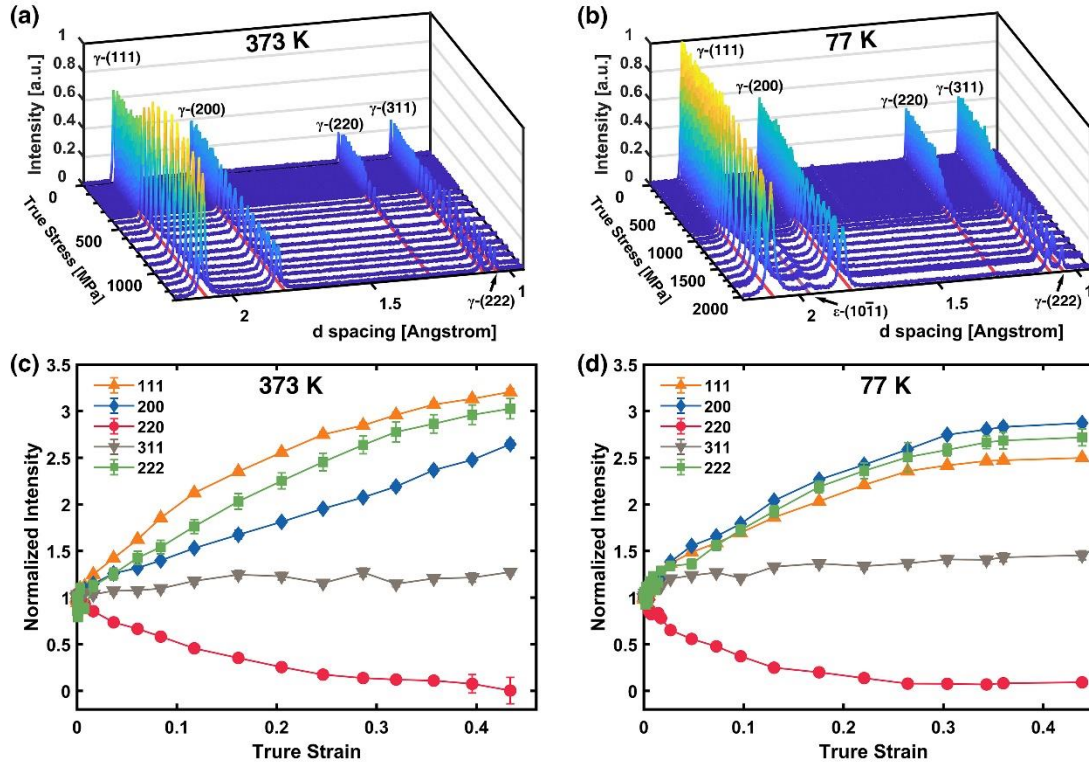 (a)
373 K
Intensity [a.u.]
1
0.8
0.6
0.4
0.2
0
γ-(111)
γ-(200)
γ-(220)
γ-(311)
0
500
1000
True Stress [MPa]
2
1.5
1
γ-(222)
d spacing [Angstrom]
(b)
77 K
Intensity [a.u.]
1
0.8
0.6
0.4
0.2
0
γ-(111)
γ-(200)
γ-(220)
γ-(311)
0
500
1000
1500
2000
True Stress [MPa]
2
ε-(101̄1)
1.5
1
γ-(222)
d spacing [Angstrom]
(c)
373 K
111
200
220
311
222
Normalized Intensity
3.5
3
2.5
2
1.5
1
0.5
0
0
0.1
0.2
0.3
0.4
Trure Strain
(d)
77 K
111
200
220
311
222
Normalized Intensity
3.5
3
2.5
2
1.5
1
0.5
0
0
0.1
0.2
0.3
0.4
Trure Strain